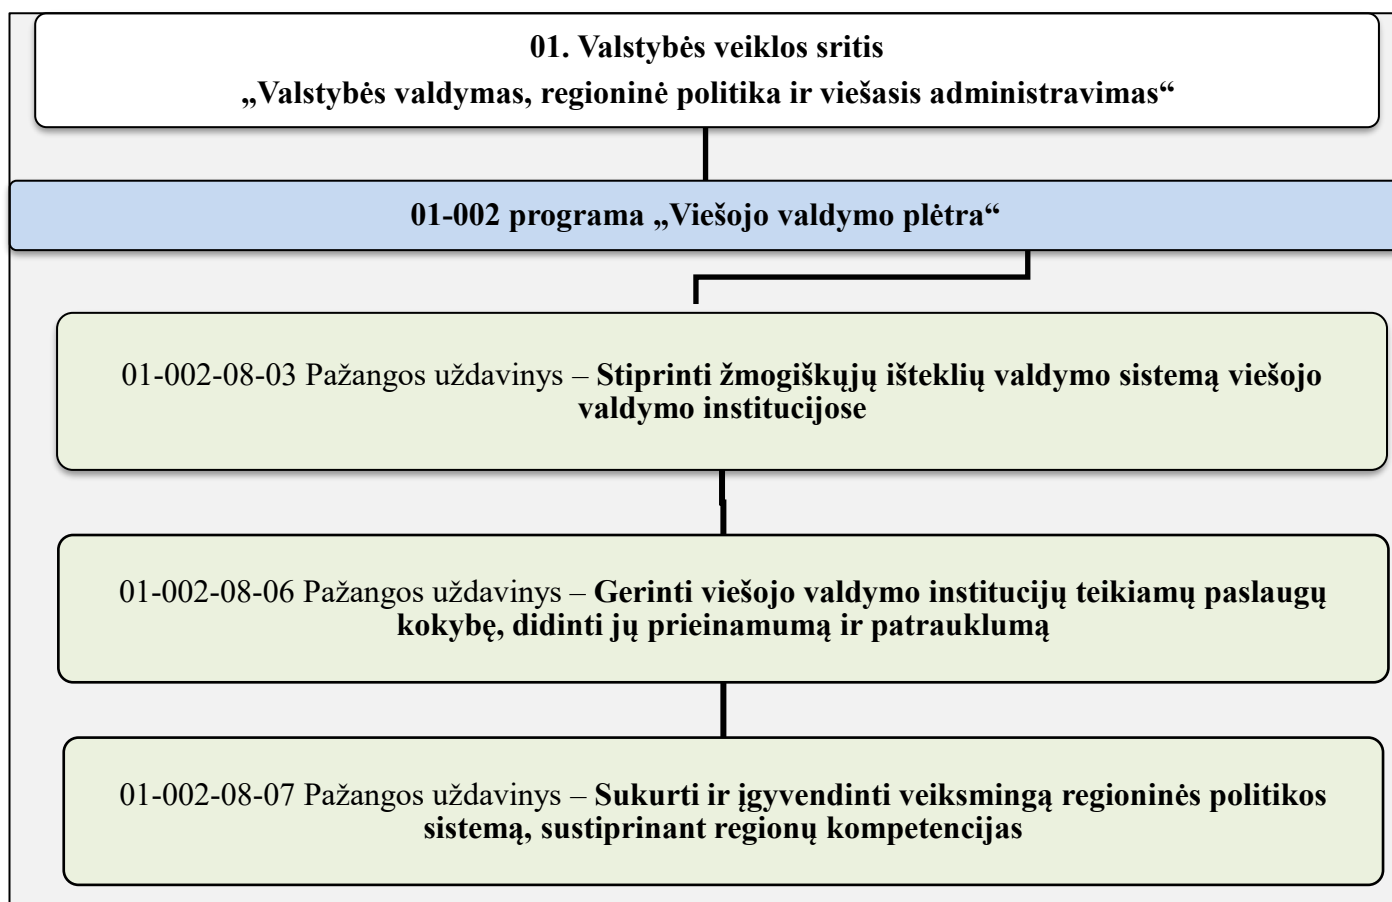 01. Valstybės veiklos sritis
„Valstybės valdymas, regioninė politika ir viešasis administravimas“
01-002 programa „Viešojo valdymo plėtra“
01-002-08-03 Pažangos uždavinys – Stiprinti žmogiškųjų išteklių valdymo sistemą viešojo
valdymo institucijose
01-002-08-06 Pažangos uždavinys – Gerinti viešojo valdymo institucijų teikiamų paslaugų
kokybę, didinti jų prieinamumą ir patrauklumą
01-002-08-07 Pažangos uždavinys – Sukurti ir įgyvendinti veiksmingą regioninės politikos
sistemą, sustiprinant regionų kompetencijas